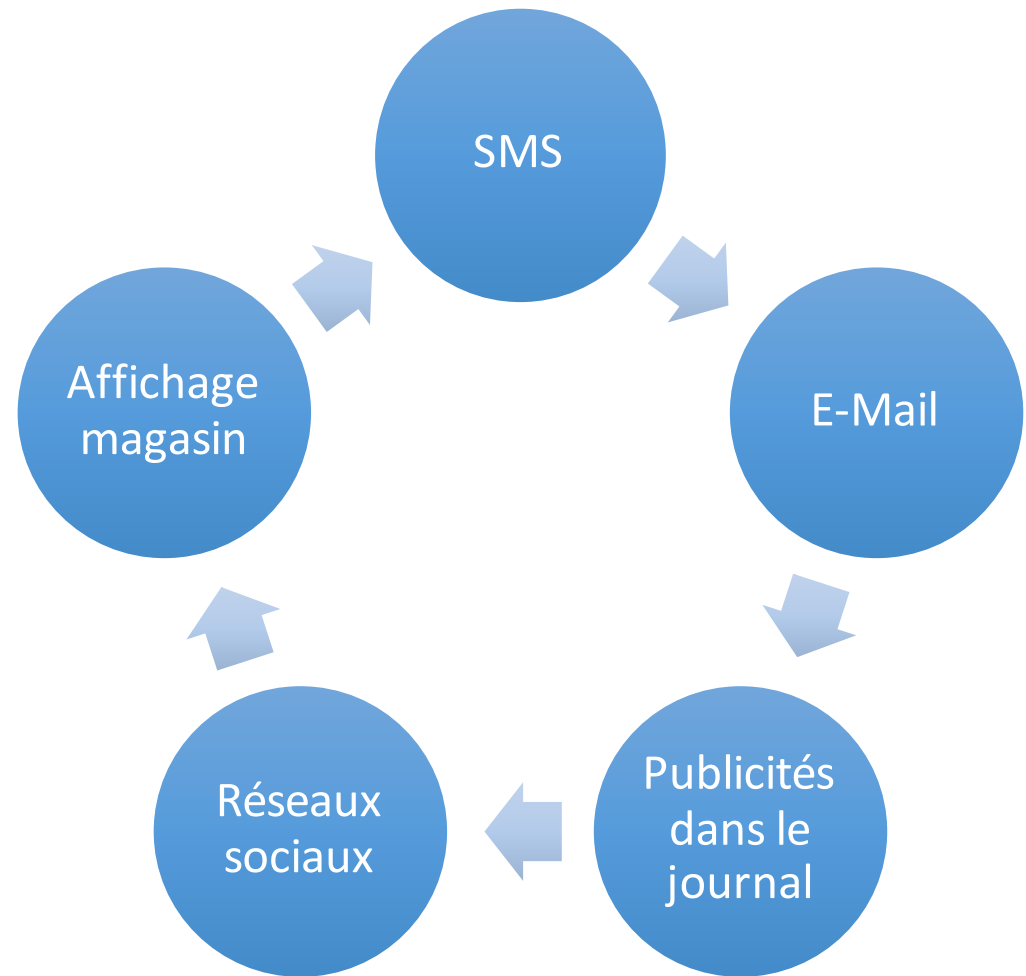 SMS
E-Mail
Publicités
dans le
journal
Réseaux
sociaux
Affichage
magasin